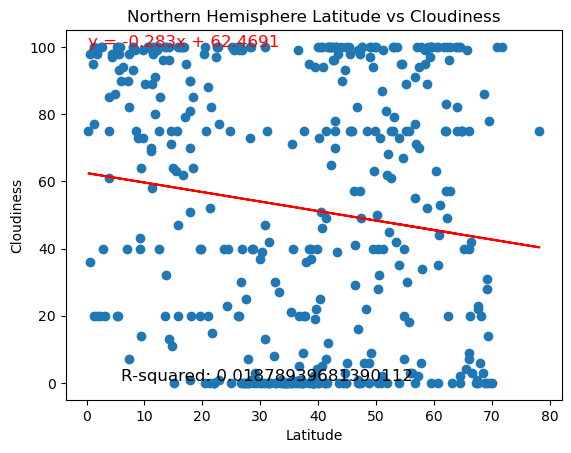 Northern Hemisphere Latitude vs Cloudiness
y = -0.283x + 62.4691
100
80
60
40
20
0
Cloudiness
R-squared: 0.01878939681390112
0 10 20 30 40 50 60 70 80
Latitude